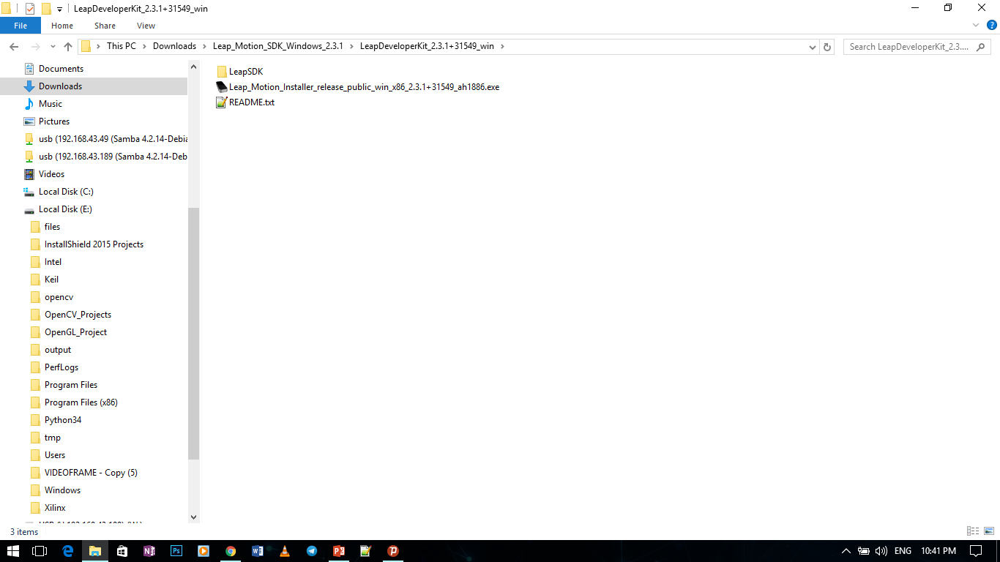 LeapDeveloperKit_2.3.1+31549_win
File Home Share View
This PC Downloads Leap_Motion_SDK_Windows_2.3.1 LeapDeveloperKit_2.3.1+31549_win
Search LeapDeveloperKit_2.3....
Documents
Downloads
Music
Pictures
usb (192.168.43.49 (Samba 4.2.14-Debia
usb (192.168.43.189 (Samba 4.2.14-Deb
Videos
Local Disk (C:)
Local Disk (E:)
files
InstallShield 2015 Projects
Intel
Keil
opencv
OpenCV_Projects
OpenGL_Project
output
PerfLogs
Program Files
Program Files (x86)
Python34
tmp
Users
VIDEOFRAME - Copy (5)
Windows
Xilinx
LeapSDK
Leap_Motion_Installer_release_public_win_x86_2.3.1+31549_ah1886.exe
README.txt
3 items
ENG 10:41 PM